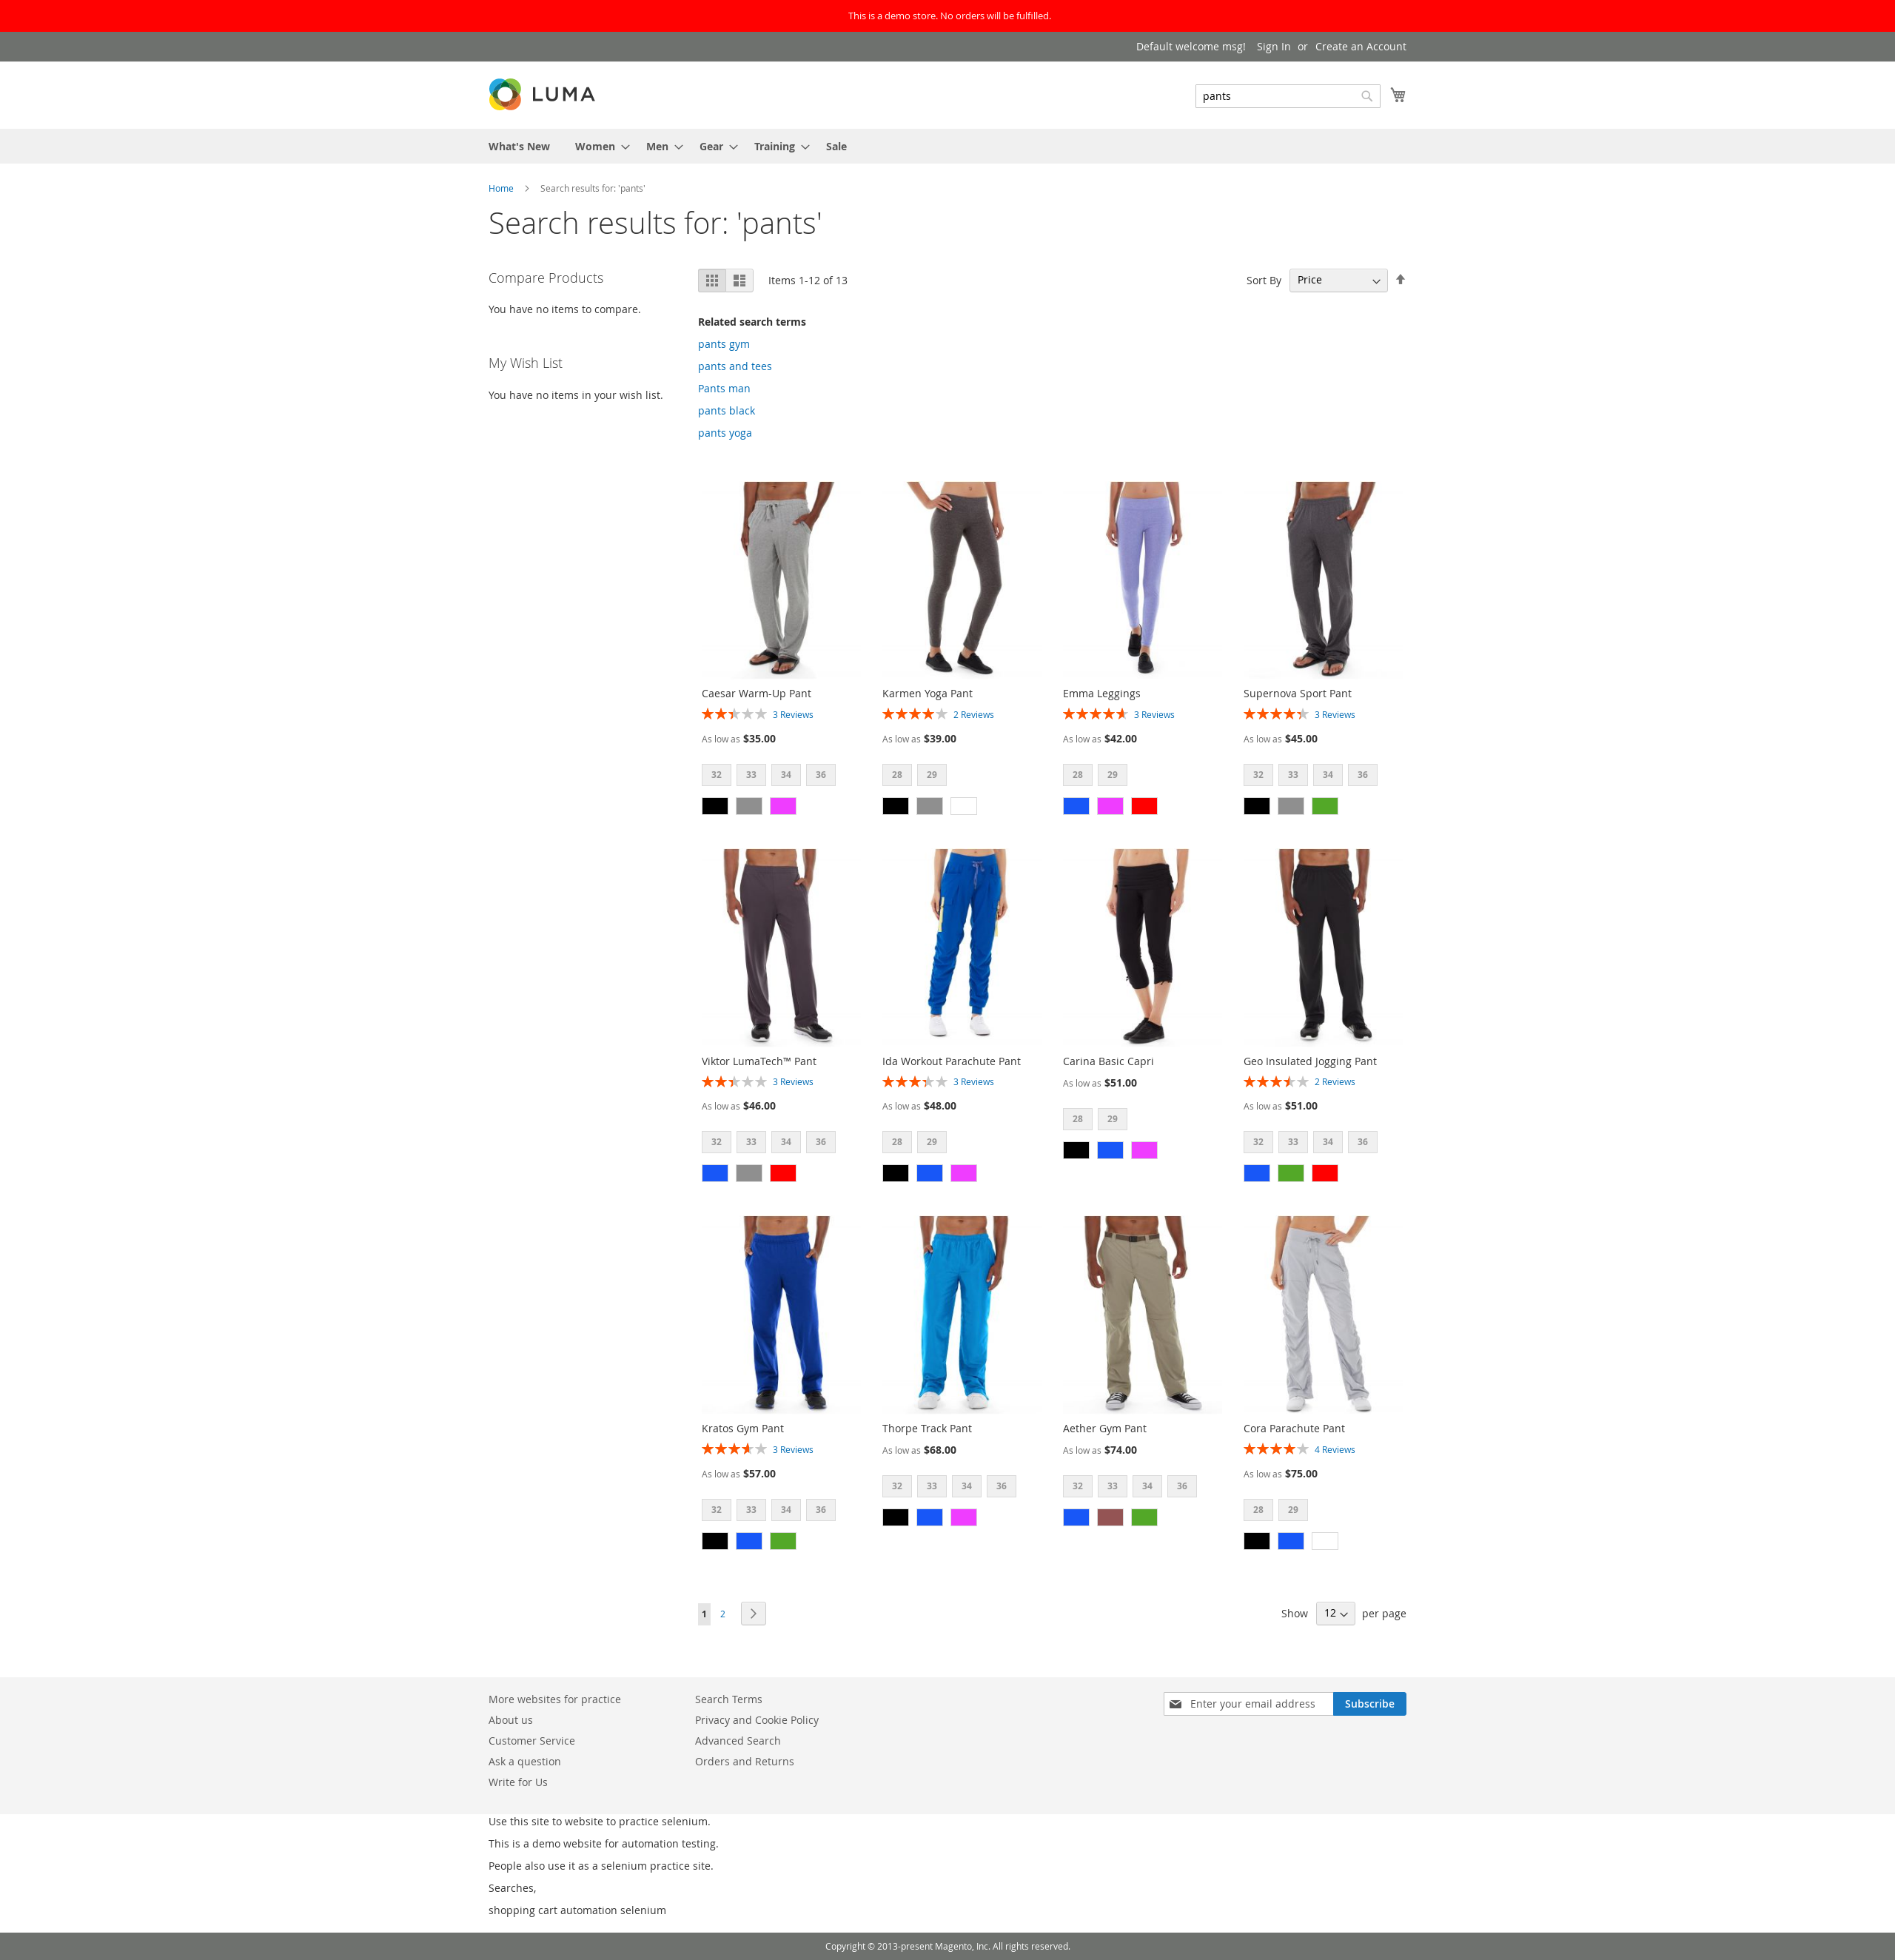 This is a demo store. No orders will be fulfilled.
Default welcome msg! Sign In or Create an Account
LUMA
pants
What's New Women Men Gear Training Sale
Home Search results for: 'pants'
Search results for: 'pants'
Compare Products
You have no items to compare.
My Wish List
You have no items in your wish list.
Items 1-12 of 13
Sort By Price
Related search terms
pants gym
pants and tees
Pants man
pants black
pants yoga
Caesar Warm-Up Pant
3 Reviews
As low as $35.00
32 33 34 36
Karmen Yoga Pant
2 Reviews
As low as $39.00
28 29
Emma Leggings
3 Reviews
As low as $42.00
28 29
Supernova Sport Pant
3 Reviews
As low as $45.00
32 33 34 36
Viktor LumaTech™ Pant
3 Reviews
As low as $46.00
32 33 34 36
Ida Workout Parachute Pant
3 Reviews
As low as $48.00
28 29
Carina Basic Capri
As low as $51.00
28 29
Geo Insulated Jogging Pant
2 Reviews
As low as $51.00
32 33 34 36
Kratos Gym Pant
3 Reviews
As low as $57.00
32 33 34 36
Thorpe Track Pant
As low as $68.00
32 33 34 36
Aether Gym Pant
As low as $74.00
32 33 34 36
Cora Parachute Pant
4 Reviews
As low as $75.00
28 29
1 2
Show 12 per page
More websites for practice
About us
Customer Service
Ask a question
Write for Us
Search Terms
Privacy and Cookie Policy
Advanced Search
Orders and Returns
Enter your email address Subscribe
Use this site to website to practice selenium.
This is a demo website for automation testing.
People also use it as a selenium practice site.
Searches,
shopping cart automation selenium
Copyright © 2013-present Magento, Inc. All rights reserved.